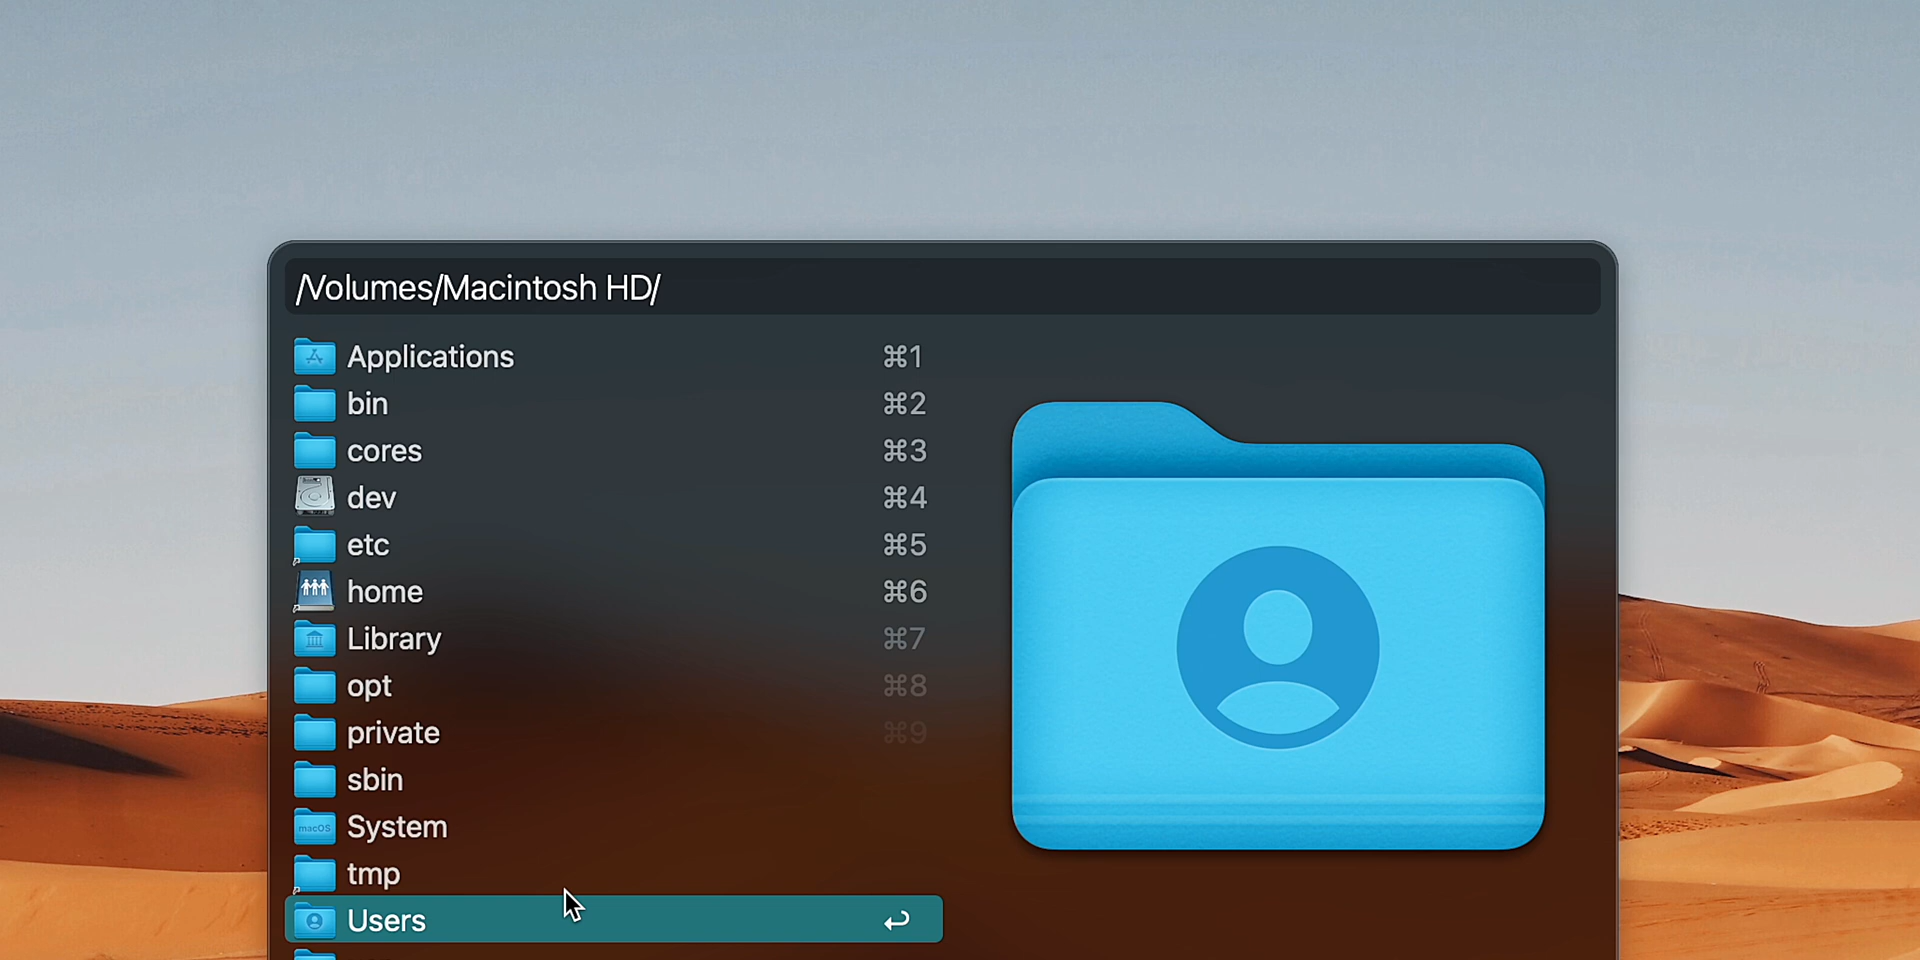 /Volumes/Macintosh HD/
Applications ⌘1
bin ⌘2
cores ⌘3
dev ⌘4
etc ⌘5
home ⌘6
Library ⌘7
opt ⌘8
private ⌘9
sbin
macOS System
tmp
Users